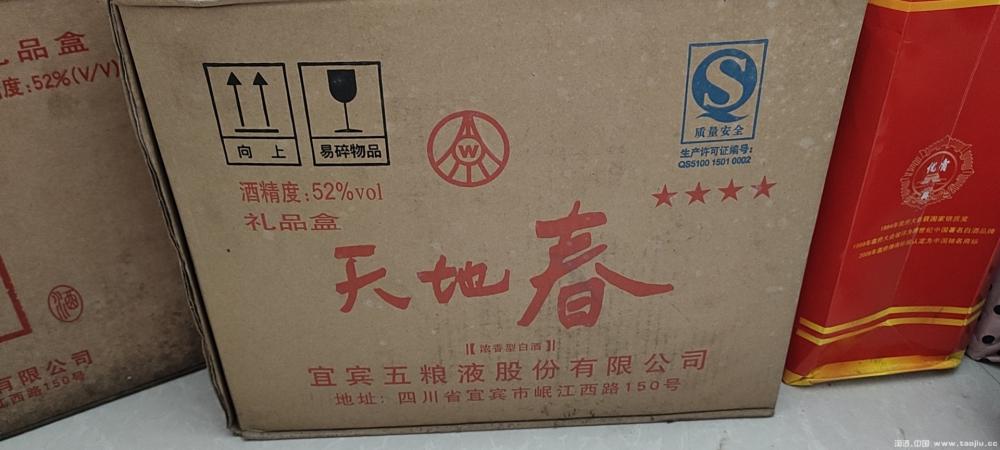 礼品盒
度:52%(V/V)
酒
有限公司
江西路150号
向 上
易碎物品
W
S
质量安全
生产许可证编号:
QS5100 1501 0002
酒精度:52%vol
礼品盒
天地春
【浓香型白酒】
宜宾五粮液股份有限公司
地址:四川省宜宾市岷江西路150号
淘酒.中国 www.taojiu.cc